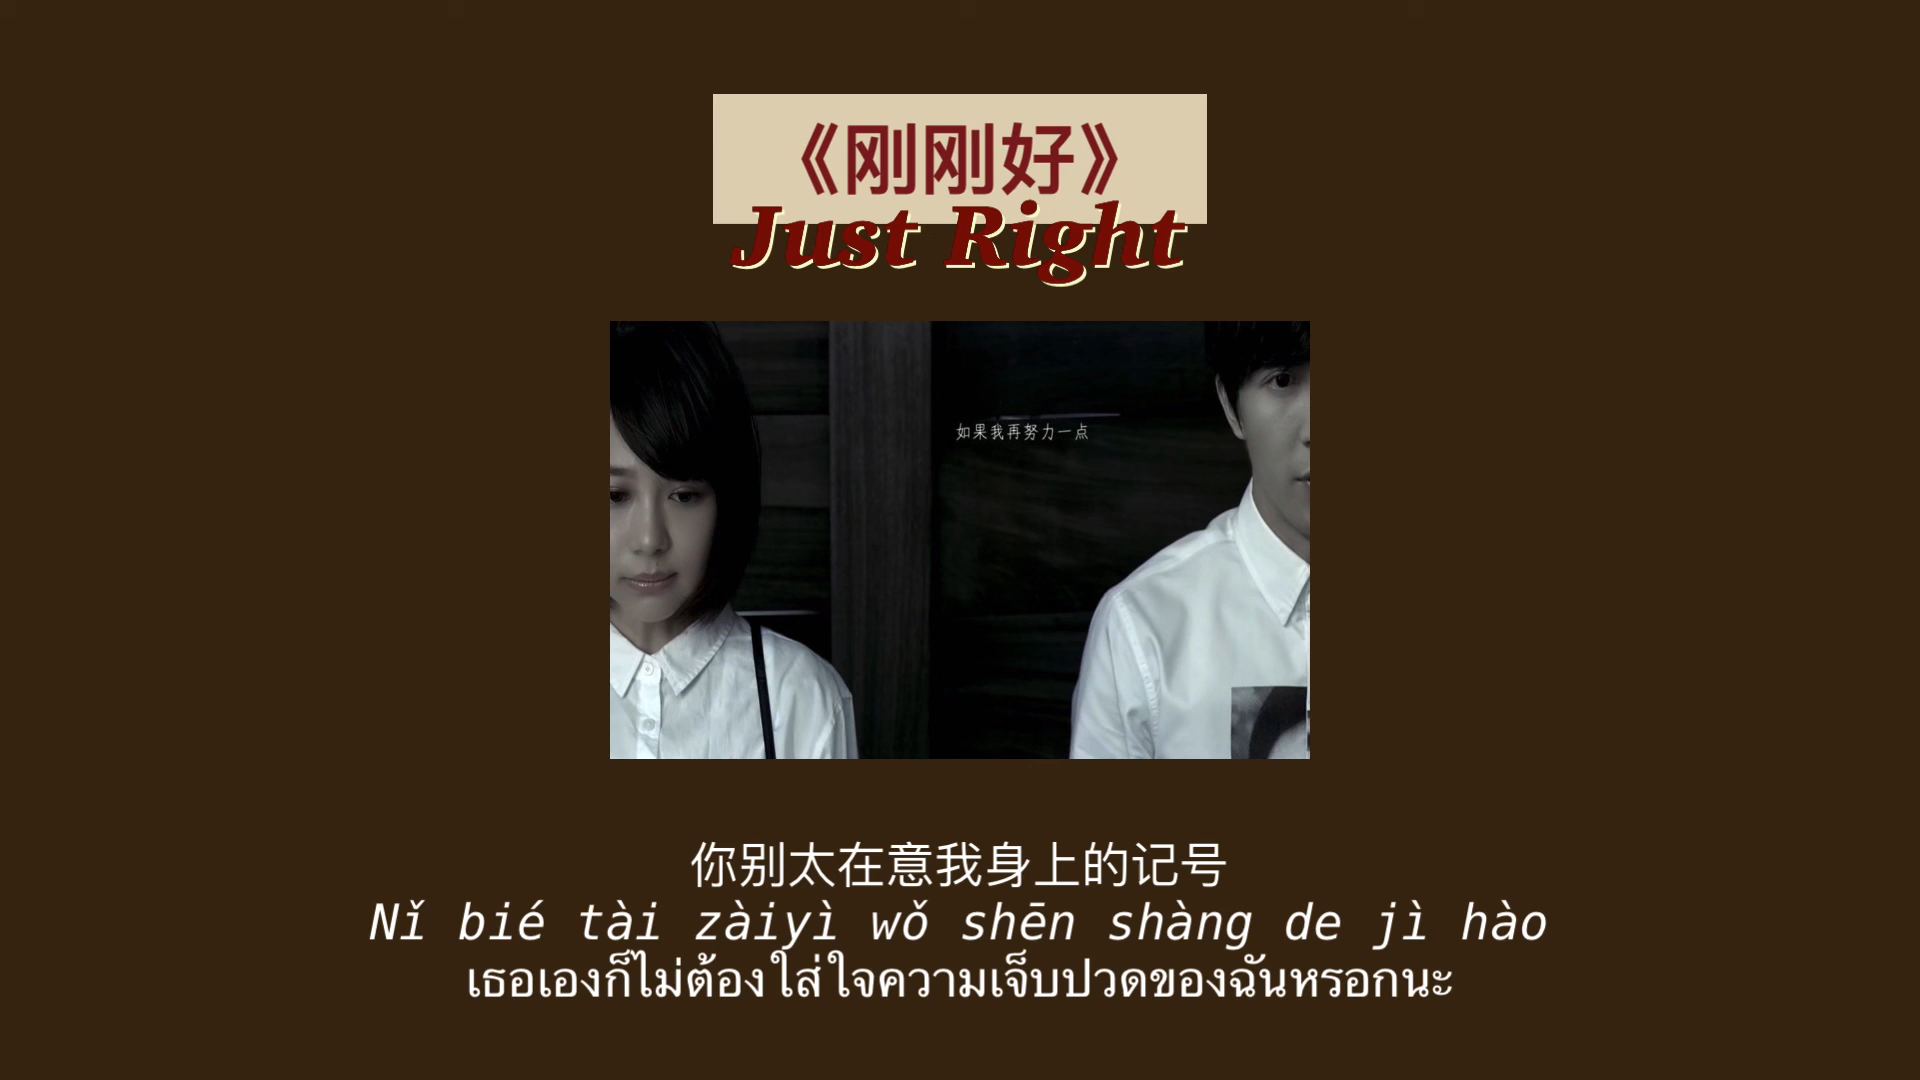 《刚刚好》
Just Right
如果我再努力一点
你别太在意我身上的记号
Nǐ bié tài zàiyì wǒ shēn shàng de jì hào
เธอเองก็ไม่ต้องใส่ใจความเจ็บปวดของฉันหรอกนะ